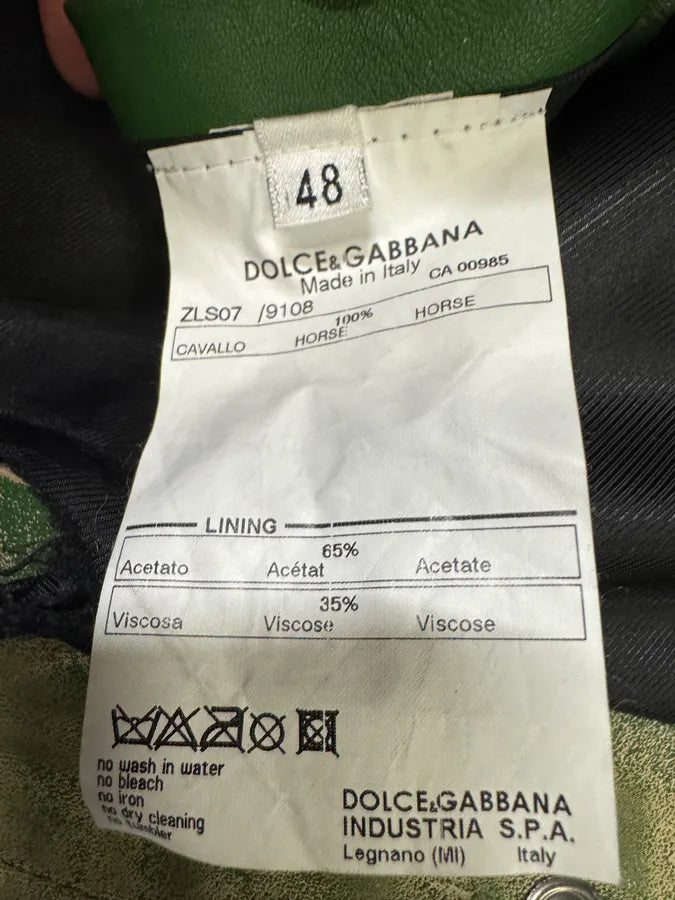 48
DOLCE&GABBANA
Made in Italy CA 00985
ZLS07 /9108
100%
CAVALLO HORSE HORSE
LINING
65%
Acetato Acétat Acetate
35%
Viscosa Viscose Viscose
no wash in water
no bleach
no iron
no dry cleaning
no tumbler
DOLCE&GABBANA
INDUSTRIA S.P.A.
Legnano (MI) Italy